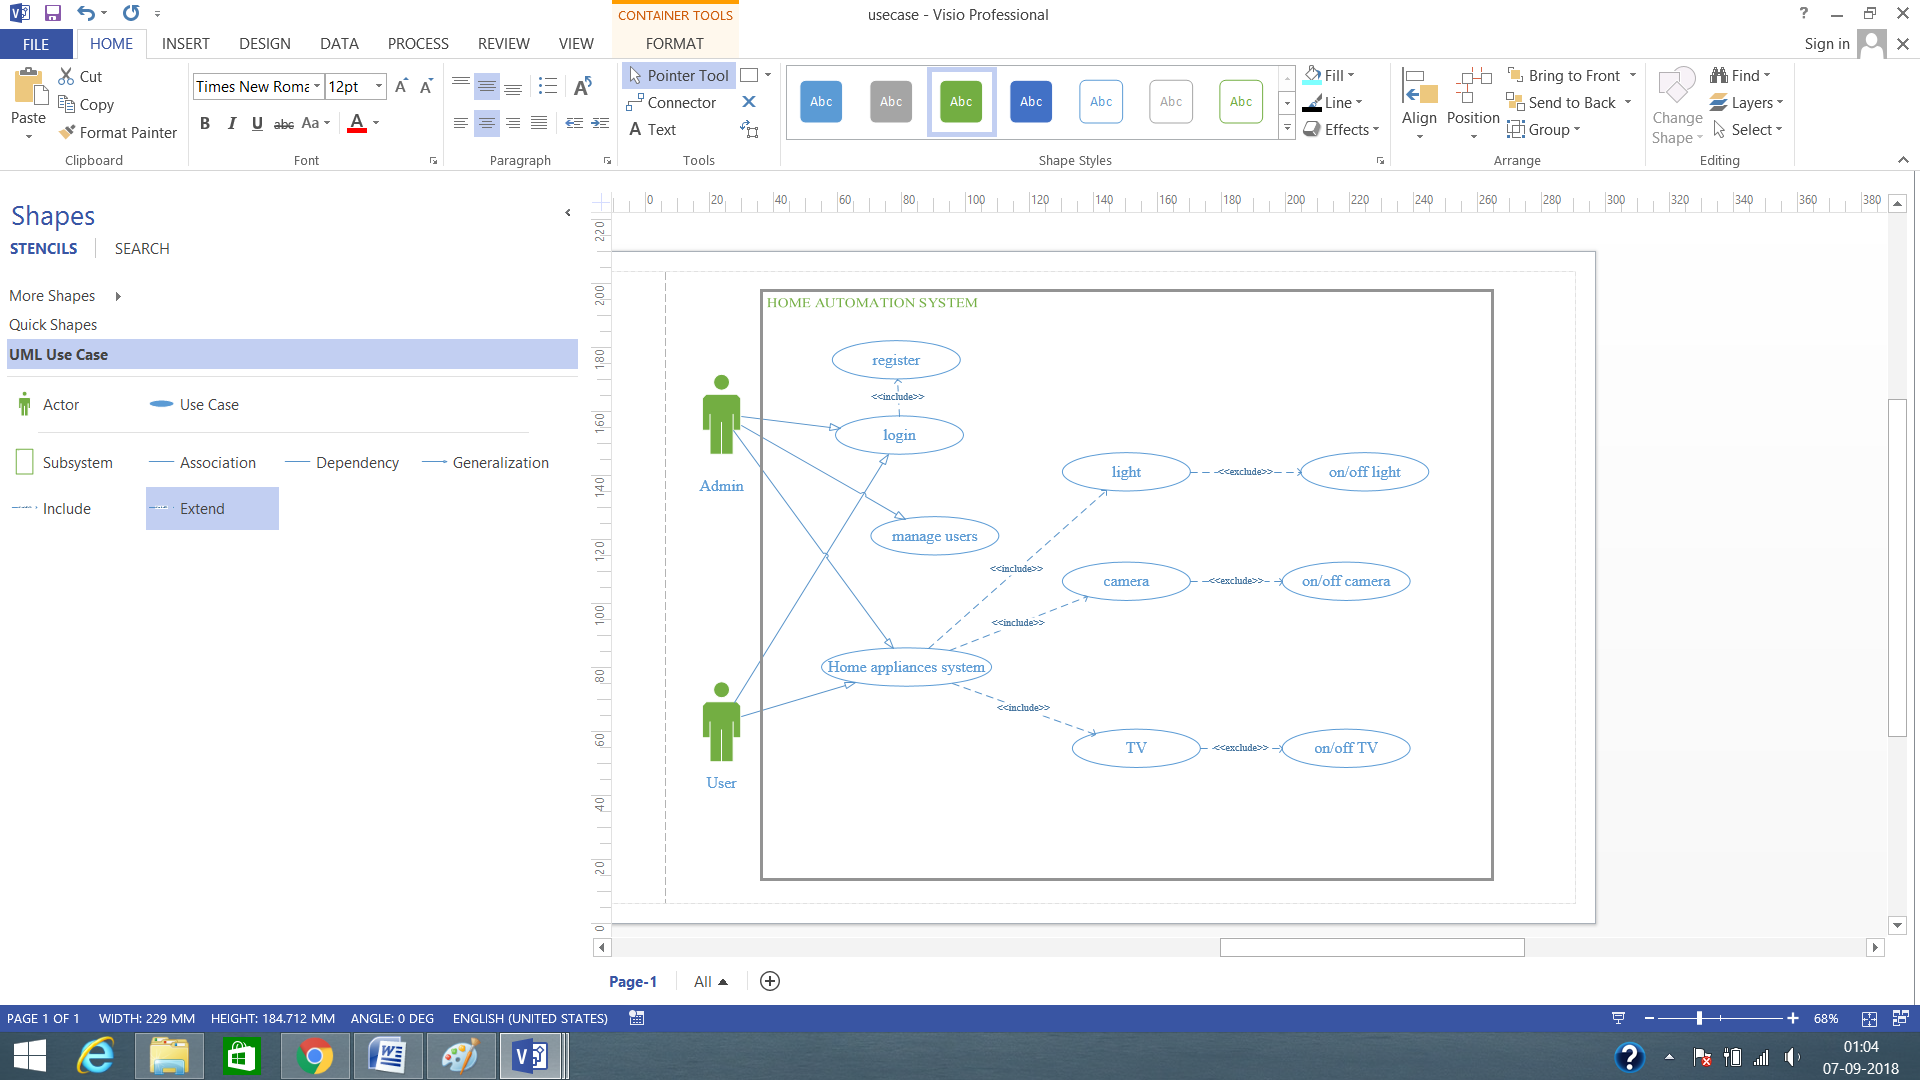 CONTAINER TOOLS
usecase - Visio Professional
?
FILE
HOME
INSERT
DESIGN
DATA
PROCESS
REVIEW
VIEW
FORMAT
Sign in
Paste
Cut
Copy
Format Painter
Clipboard
Times New Roma
12pt
B I U abc Aa A
Font
Paragraph
Pointer Tool
Connector
A Text
Tools
Abc Abc Abc Abc Abc Abc Abc
Shape Styles
Fill
Line
Effects
Align
Position
Bring to Front
Send to Back
Group
Arrange
Change Shape
Find
Layers
Select
Editing
Shapes
STENCILS
SEARCH
More Shapes
Quick Shapes
UML Use Case
Actor
Use Case
Subsystem
Association
Dependency
Generalization
Include
Extend
0 20 40 60 80 100 120 140 160 180 200 220 240 260 280 300 320 340 360 380
220
200
180
160
140
120
100
80
60
40
20
0
HOME AUTOMATION SYSTEM
register
<<include>>
login
Admin
manage users
light
<<exclude>>
on/off light
<<include>>
camera
<<exclude>>
on/off camera
<<include>>
Home appliances system
<<include>>
TV
<<exclude>>
on/off TV
User
Page-1
All
PAGE 1 OF 1
WIDTH: 229 MM
HEIGHT: 184.712 MM
ANGLE: 0 DEG
ENGLISH (UNITED STATES)
68%
01:04
07-09-2018